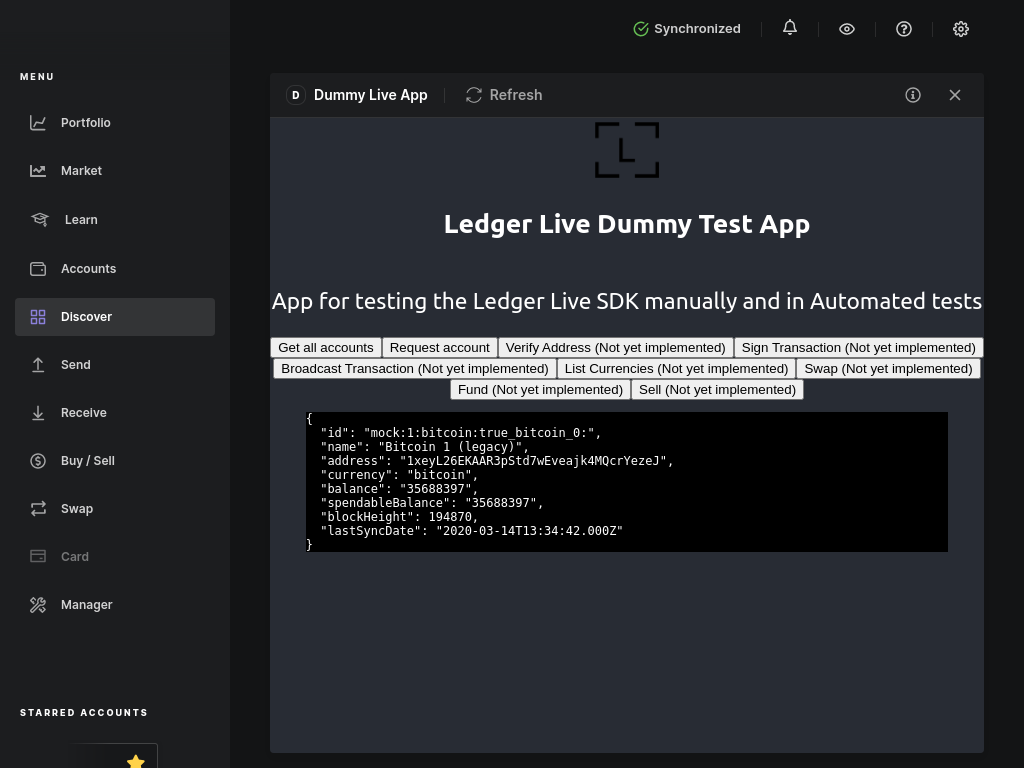 Synchronized
MENU
Portfolio
Market
Learn
Accounts
Discover
Send
Receive
Buy / Sell
Swap
Card
Manager
STARRED ACCOUNTS
D Dummy Live App
Refresh
L
Ledger Live Dummy Test App
App for testing the Ledger Live SDK manually and in Automated tests
Get all accounts Request account Verify Address (Not yet implemented) Sign Transaction (Not yet implemented)
Broadcast Transaction (Not yet implemented) List Currencies (Not yet implemented) Swap (Not yet implemented)
Fund (Not yet implemented) Sell (Not yet implemented)
{
"id": "mock:1:bitcoin:true_bitcoin_0:",
"name": "Bitcoin 1 (legacy)",
"address": "1xeyL26EKAAR3pStd7wEveajk4MQcrYezeJ",
"currency": "bitcoin",
"balance": "35688397",
"spendableBalance": "35688397",
"blockHeight": 194870,
"lastSyncDate": "2020-03-14T13:34:42.000Z"
}